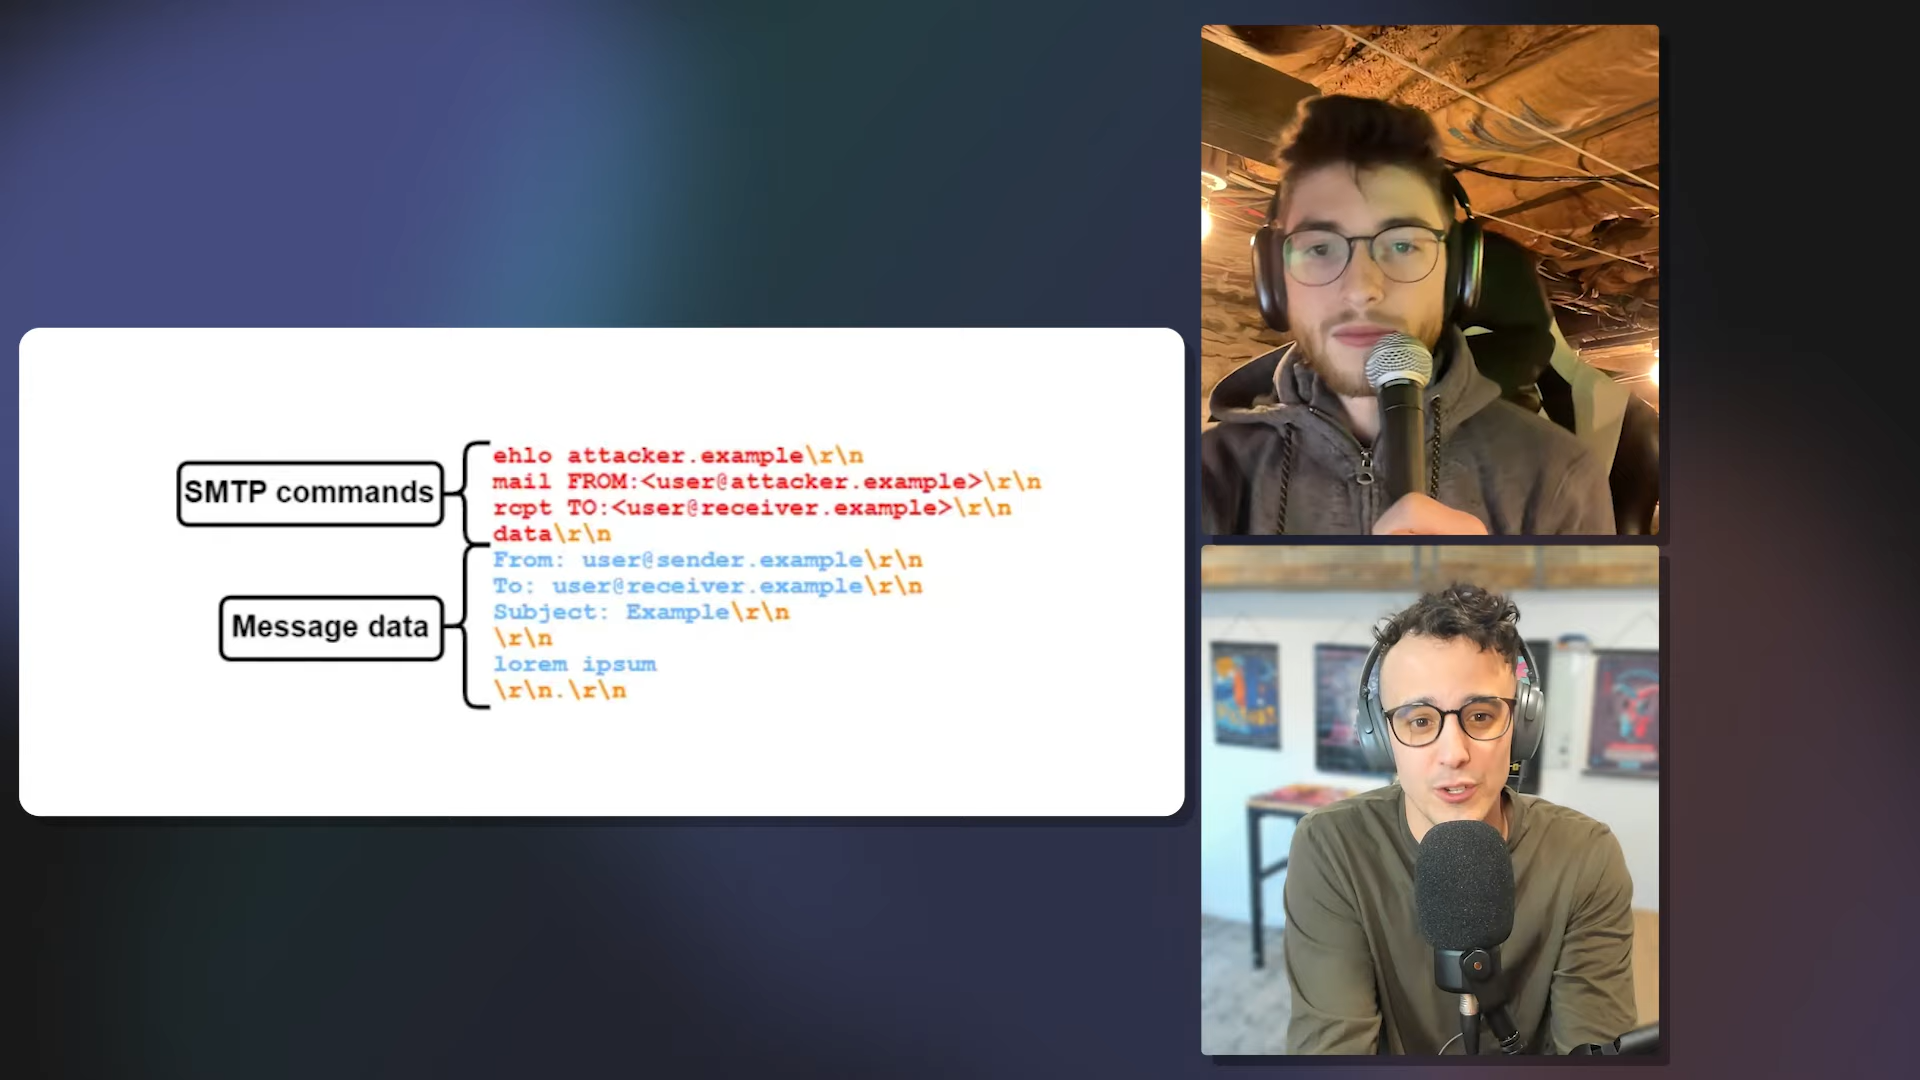 SMTP commands
ehlo attacker.example\r\n
mail FROM:<user@attacker.example>\r\n
rcpt TO:<user@receiver.example>\r\n
data\r\n
Message data
From: user@sender.example\r\n
To: user@receiver.example\r\n
Subject: Example\r\n
\r\n
lorem ipsum
\r\n.\r\n